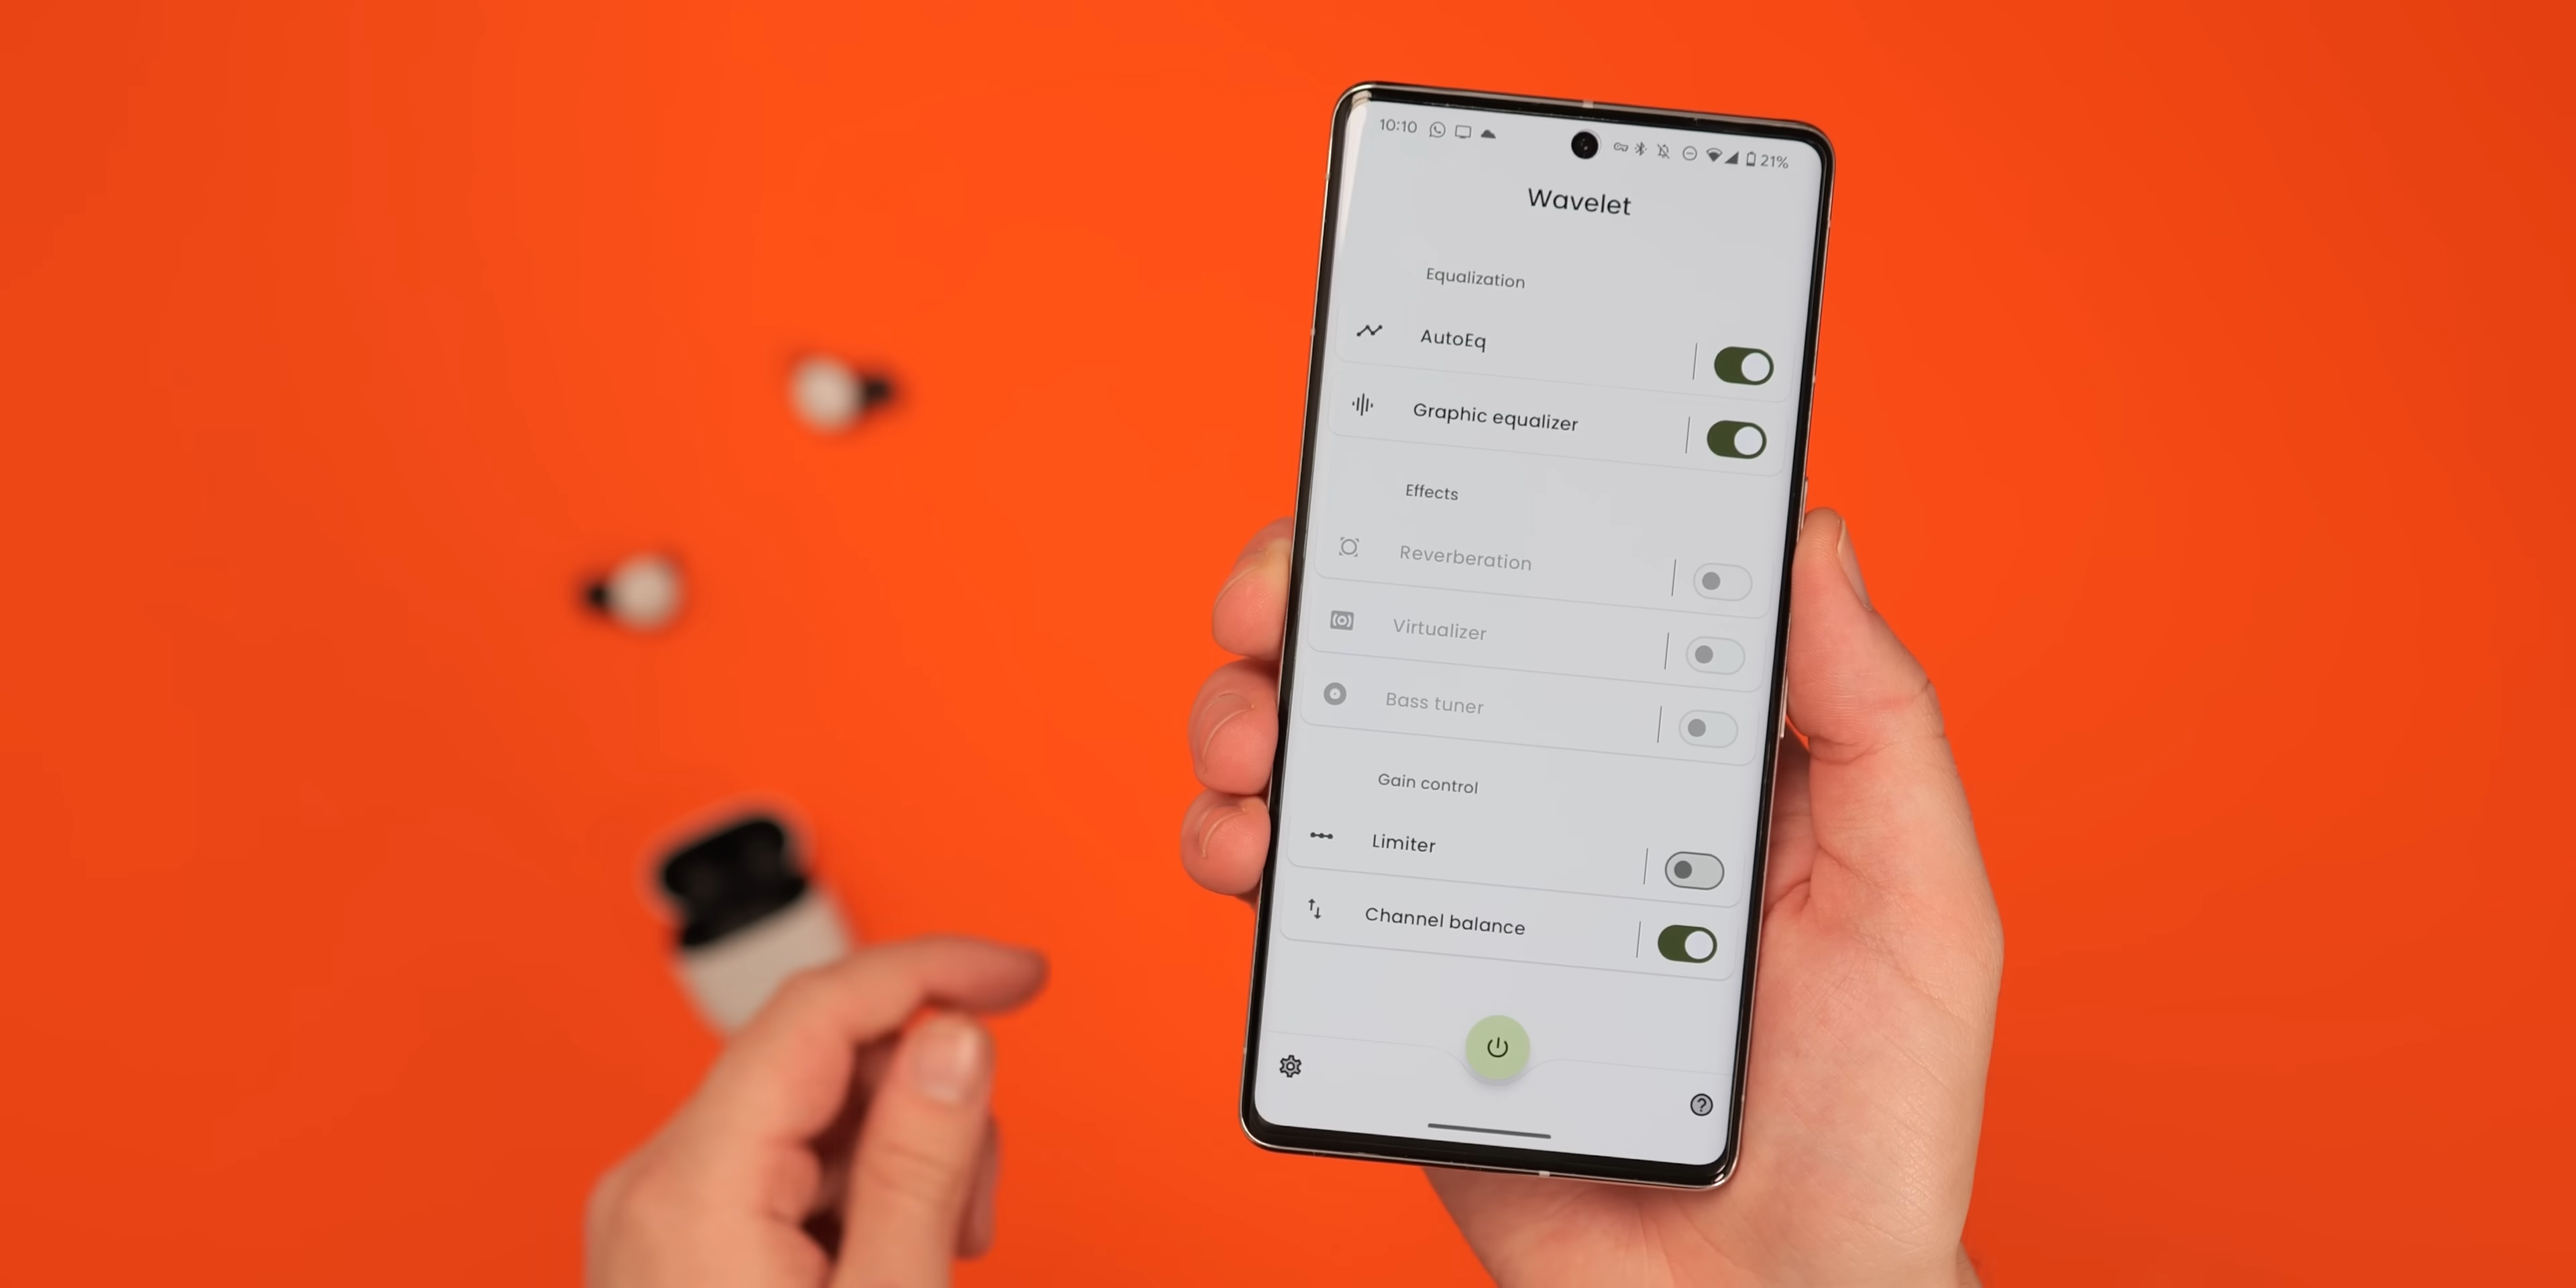 10:10 21%
Wavelet
Equalization
AutoEq
Graphic equalizer
Effects
Reverberation
Virtualizer
Bass tuner
Gain control
Limiter
Channel balance